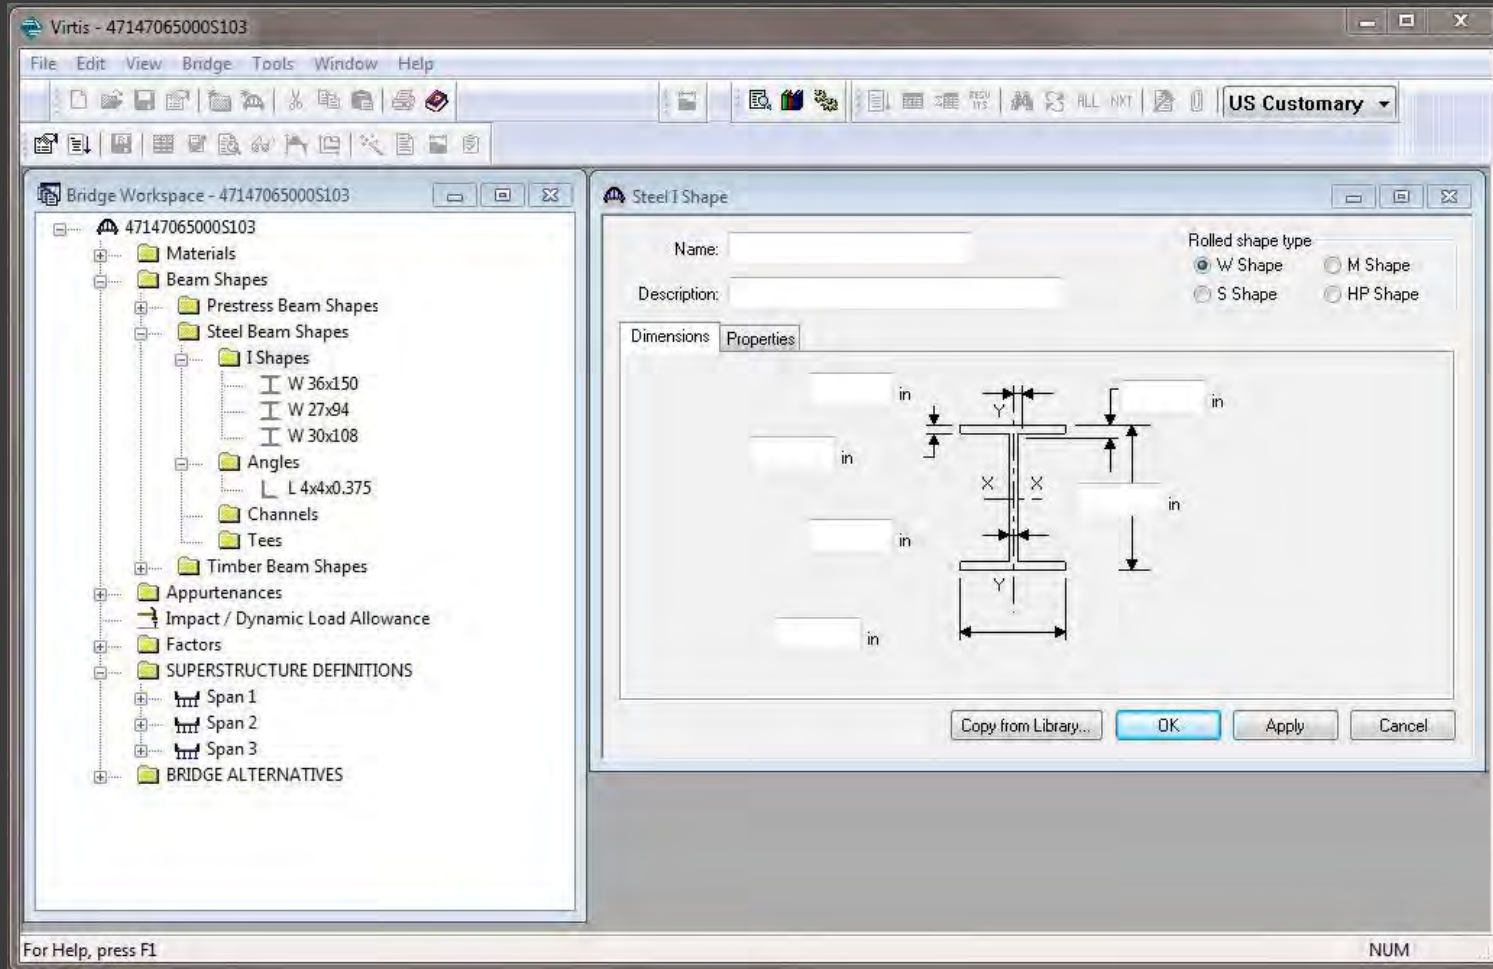 Virtis - 47147065000S103
File Edit View Bridge Tools Window Help
ALL NXT US Customary
Bridge Workspace - 47147065000S103
47147065000S103
Materials
Beam Shapes
Prestress Beam Shapes
Steel Beam Shapes
I Shapes
W 36x150
W 27x94
W 30x108
Angles
L 4x4x0.375
Channels
Tees
Timber Beam Shapes
Appurtenances
Impact / Dynamic Load Allowance
Factors
SUPERSTRUCTURE DEFINITIONS
Span 1
Span 2
Span 3
BRIDGE ALTERNATIVES
Steel I Shape
Name:
Description:
Rolled shape type
W Shape M Shape
S Shape HP Shape
Dimensions Properties
in
in
Y
in
X X
in
in
Y
in
Copy from Library... OK Apply Cancel
For Help, press F1
NUM